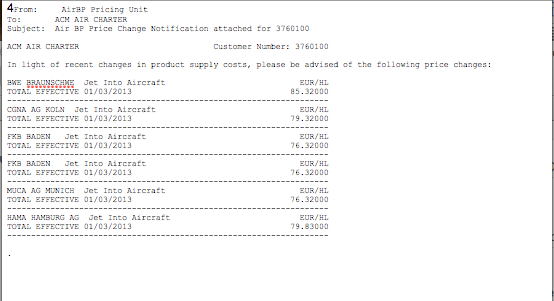 4From: AirBP Pricing Unit
To: ACM AIR CHARTER
Subject: Air BP Price Change Notification attached for 3760100
ACM AIR CHARTER Customer Number: 3760100
In light of recent changes in product supply costs, please be advised of the following price changes:
BWE BRAUNSCHWE Jet Into Aircraft EUR/HL
TOTAL EFFECTIVE 01/03/2013 85.32000
--------------------------------------------------------------------
CGNA AG KOLN Jet Into Aircraft EUR/HL
TOTAL EFFECTIVE 01/03/2013 79.32000
--------------------------------------------------------------------
FKB BADEN Jet Into Aircraft EUR/HL
TOTAL EFFECTIVE 01/03/2013 76.32000
--------------------------------------------------------------------
FKB BADEN Jet Into Aircraft EUR/HL
TOTAL EFFECTIVE 01/03/2013 76.32000
--------------------------------------------------------------------
MUCA AG MUNICH Jet Into Aircraft EUR/HL
TOTAL EFFECTIVE 01/03/2013 76.32000
--------------------------------------------------------------------
HAMA HAMBURG AG Jet Into Aircraft EUR/HL
TOTAL EFFECTIVE 01/03/2013 79.83000
--------------------------------------------------------------------
.